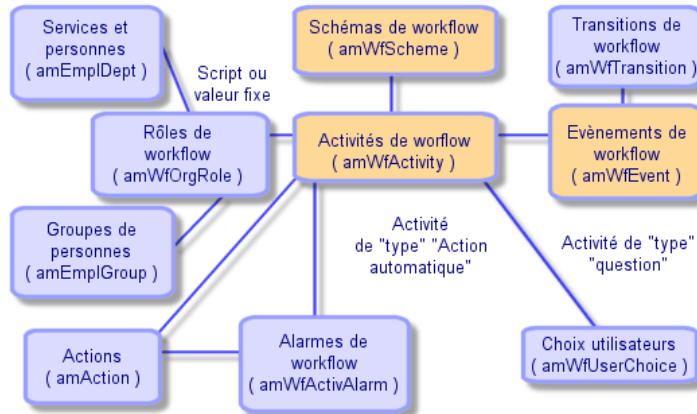 Services et
personnes
( amEmplDept )
Script ou
valeur fixe
Schémas de workflow
( amWfScheme )
Transitions de
workflow
( amWfTransition )
Rôles de
workflow
( amWfOrgRole )
Activités de worflow
( amWfActivity )
Evènements de
workflow
( amWfEvent )
Groupes de
personnes
( amEmplGroup )
Activité
de "type" "Action
automatique"
Activité de "type"
"question"
Actions
( amAction )
Alarmes de
workflow
( amWfActivAlarm )
Choix utilisateurs
( amWfUserChoice )